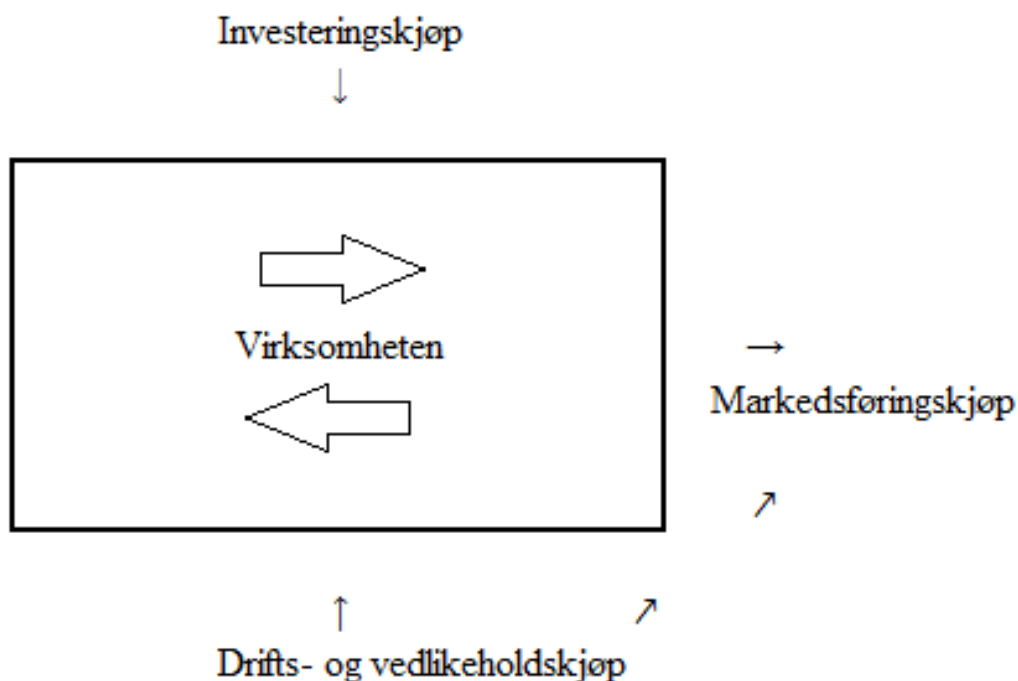 Investeringskjøp
↓
Virksomheten
→
Markedsføringskjøp
↗
↑ ↗
Drifts- og vedlikeholdskjøp